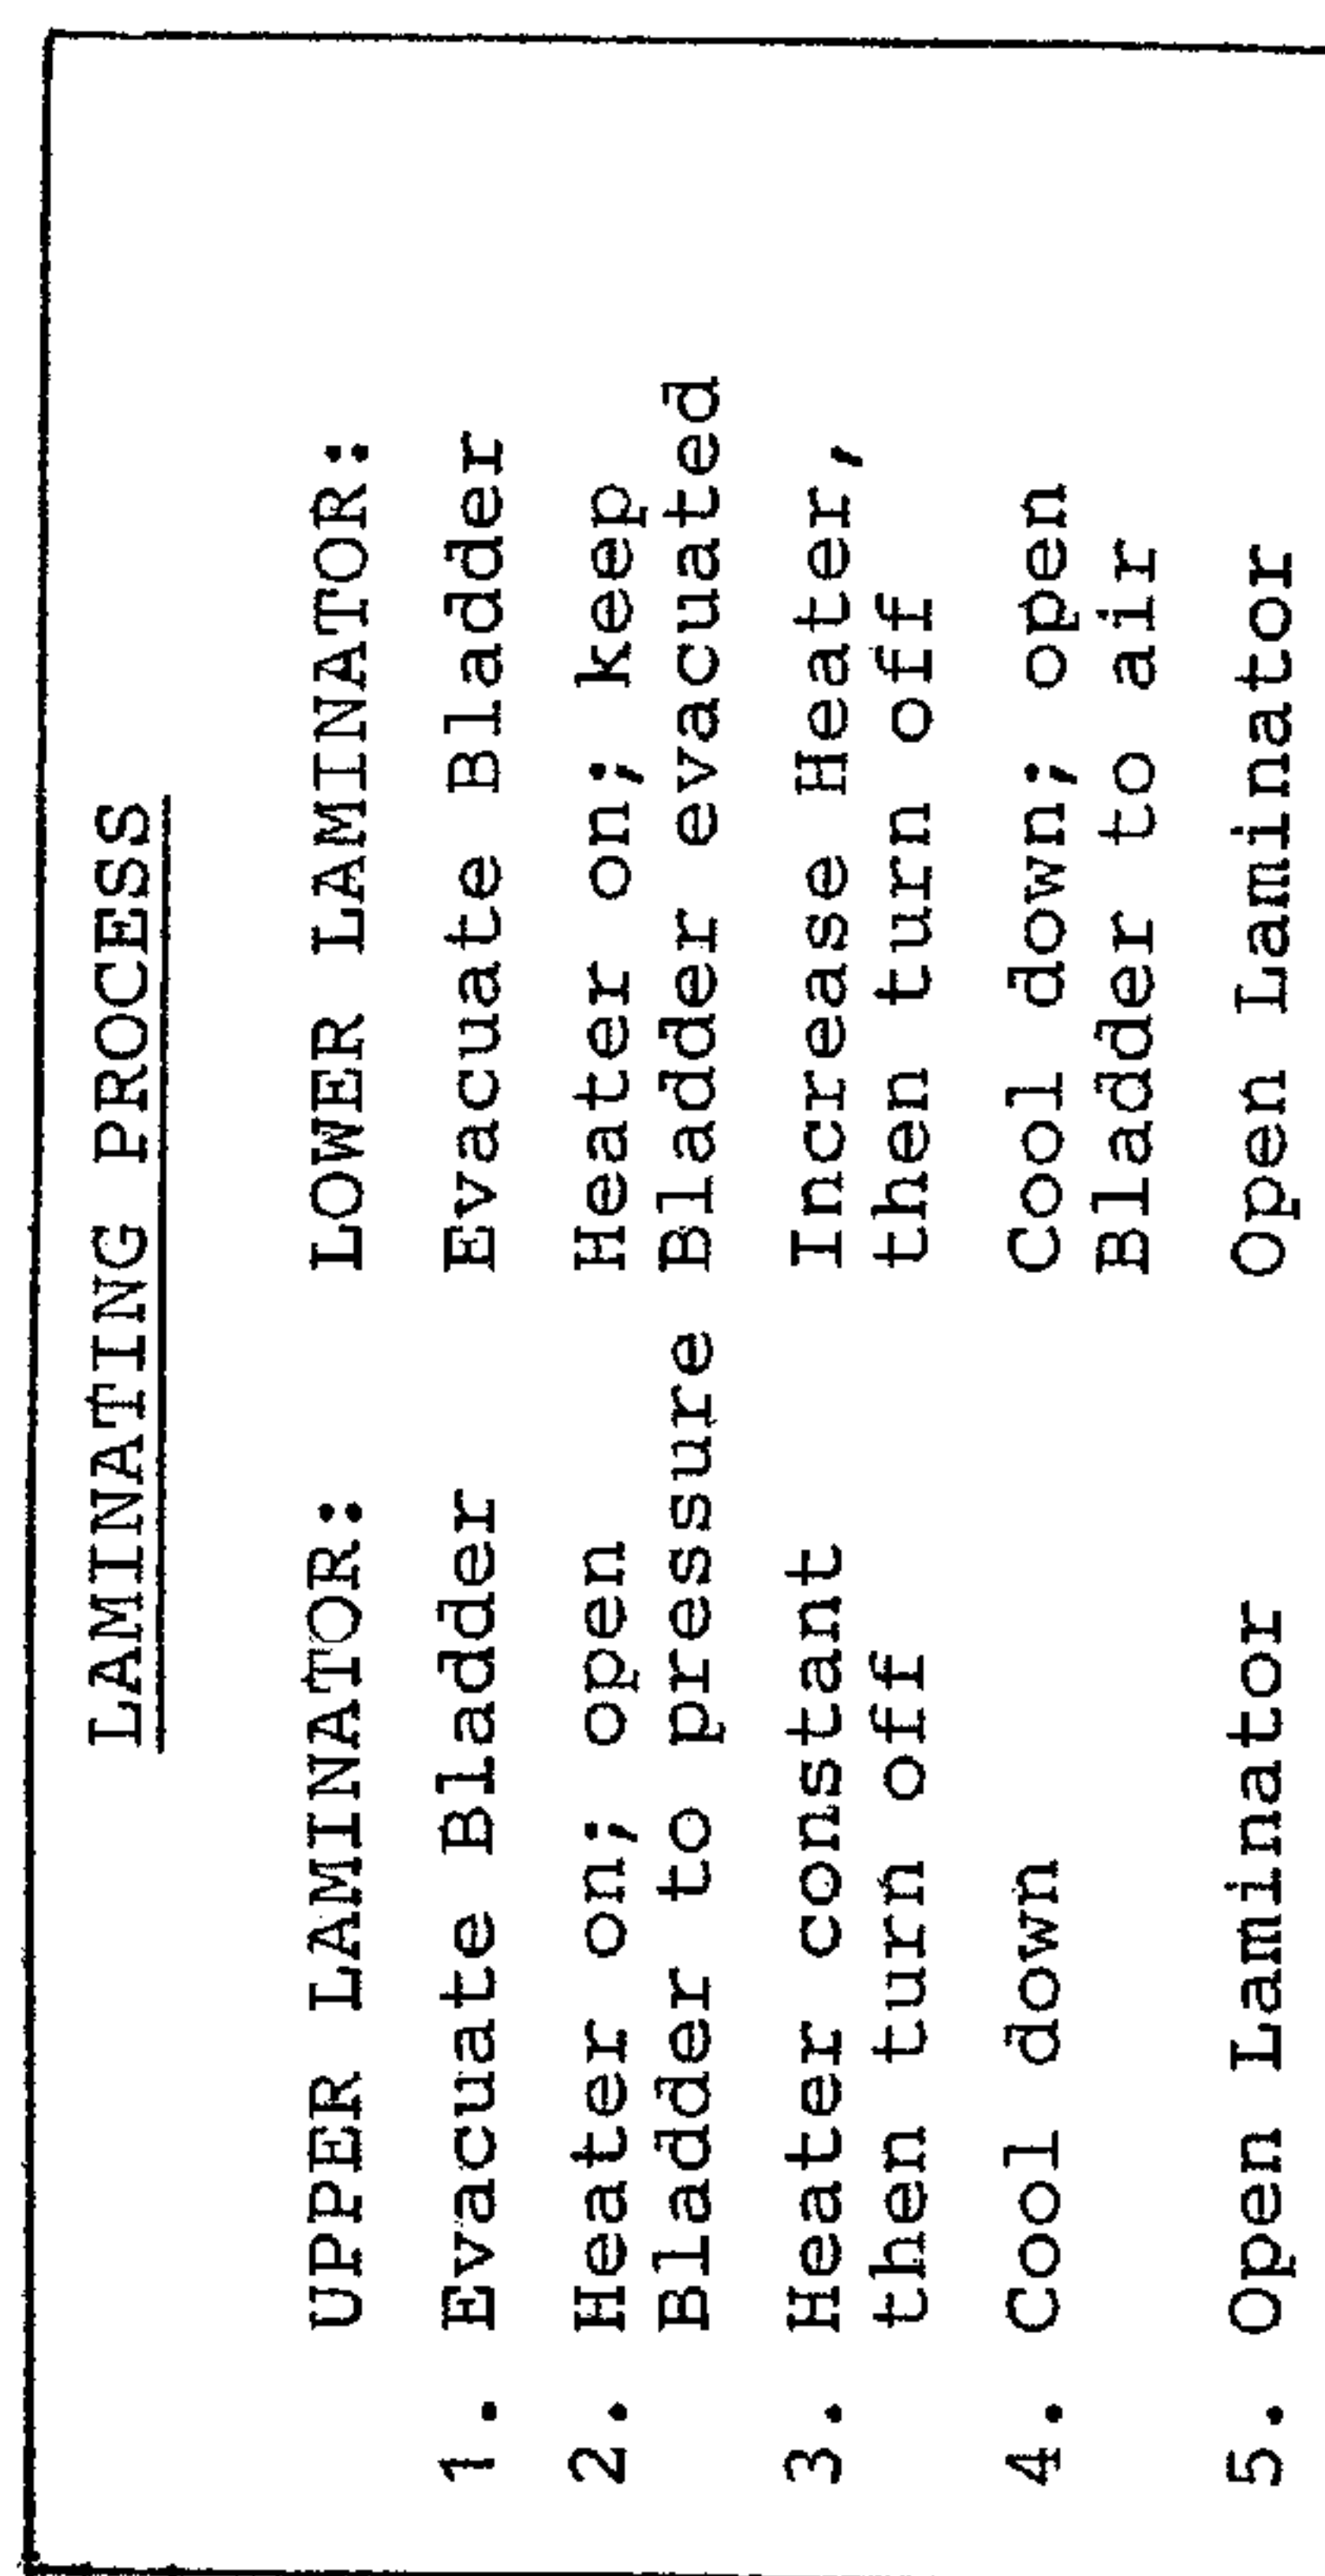 LAMINATING PROCESS
UPPER LAMINATOR: LOWER LAMINATOR:
1. Evacuate Bladder Evacuate Bladder
2. Heater on; open Heater on; keep
Bladder to pressure Bladder evacuated
3. Heater constant Increase Heater,
then turn off then turn off
4. Cool down Cool down; open
Bladder to air
5. Open Laminator Open Laminator